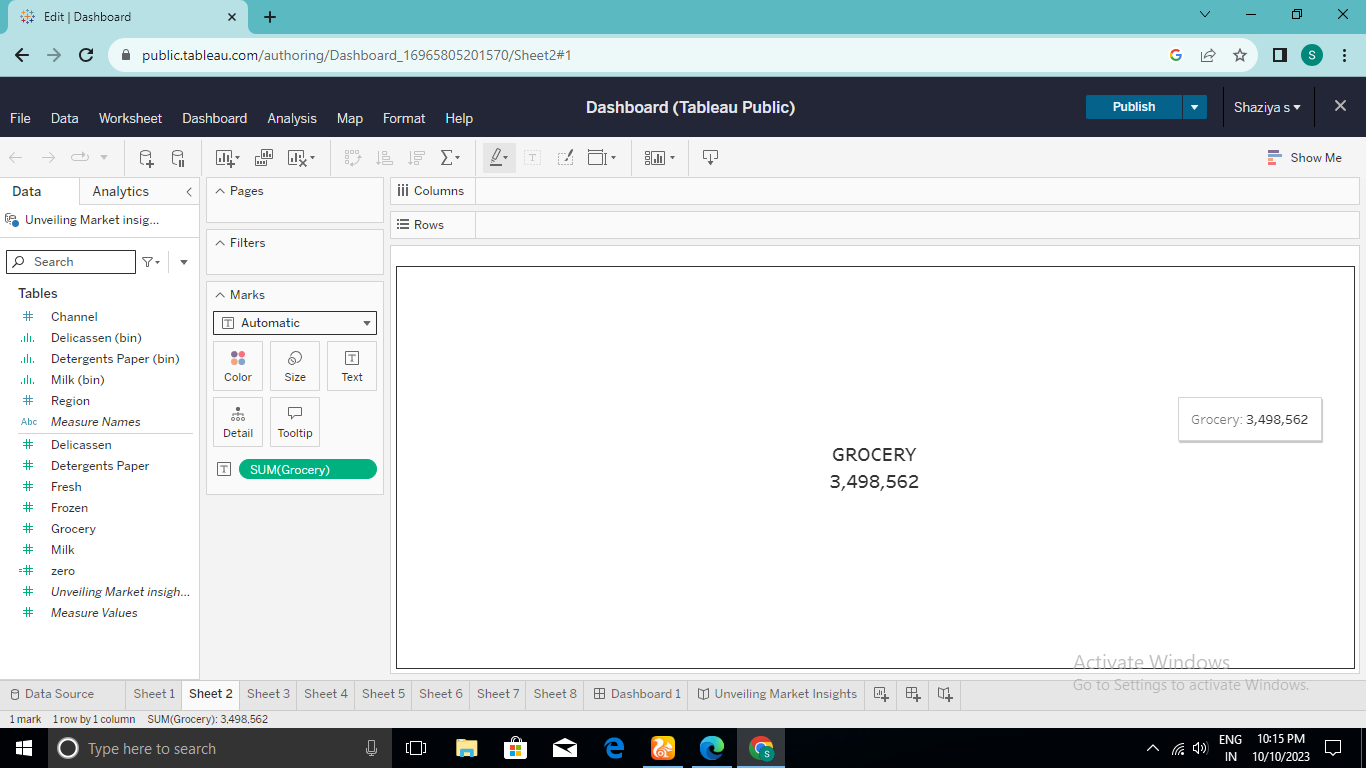 Edit | Dashboard
public.tableau.com/authoring/Dashboard_16965805201570/Sheet2#1
S
Dashboard (Tableau Public)
Publish
Shaziya s
File Data Worksheet Dashboard Analysis Map Format Help
Show Me
Data Analytics
Unveiling Market insig...
Search
Tables
Channel
Delicassen (bin)
Detergents Paper (bin)
Milk (bin)
Region
Abc Measure Names
Delicassen
Detergents Paper
Fresh
Frozen
Grocery
Milk
zero
Unveiling Market insigh...
Measure Values
Pages
Filters
Marks
T Automatic
Color Size T Text
Detail Tooltip
T SUM(Grocery)
iii Columns
Rows
GROCERY
3,498,562
Grocery: 3,498,562
Activate Windows
Go to Settings to activate Windows.
Data Source Sheet 1 Sheet 2 Sheet 3 Sheet 4 Sheet 5 Sheet 6 Sheet 7 Sheet 8 Dashboard 1 Unveiling Market Insights
1 mark 1 row by 1 column SUM(Grocery): 3,498,562
Type here to search
ENG
IN
10:15 PM
10/10/2023